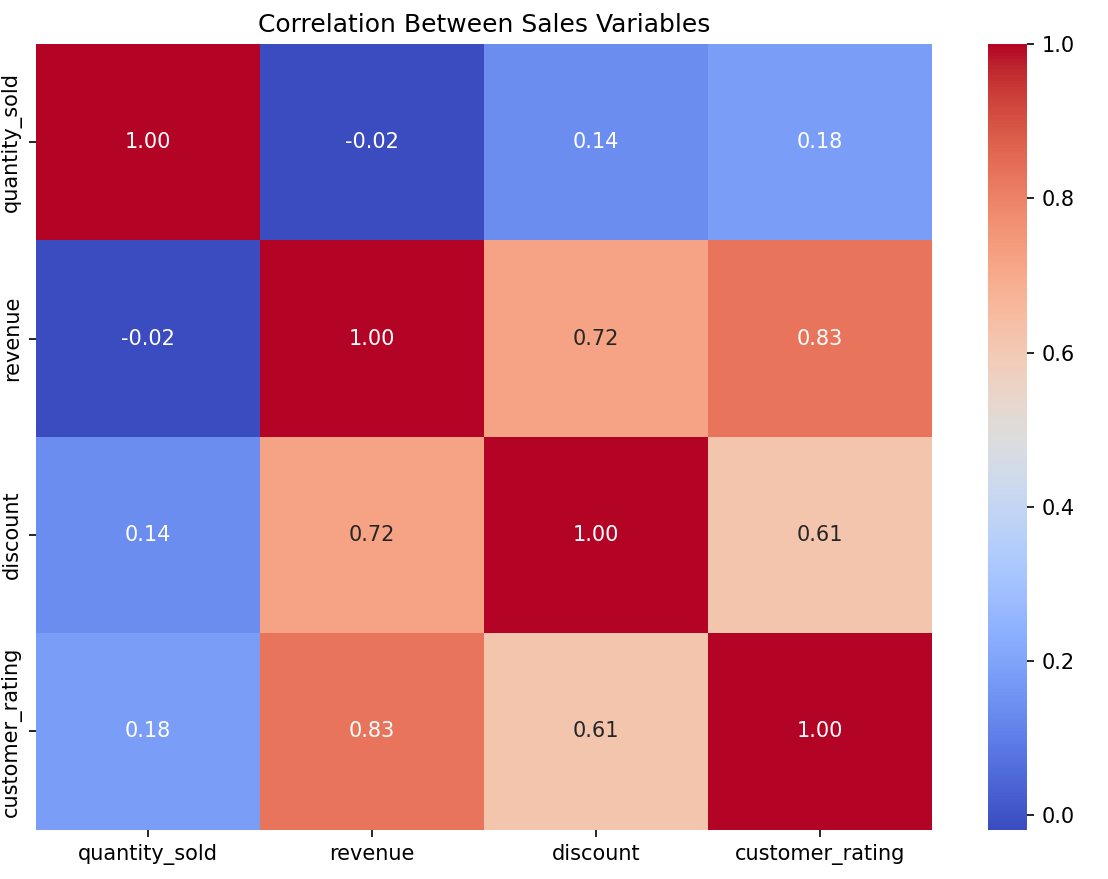 Correlation Between Sales Variables
quantity_sold
1.00
-0.02
0.14
0.18
revenue
-0.02
1.00
0.72
0.83
discount
0.14
0.72
1.00
0.61
customer_rating
0.18
0.83
0.61
1.00
quantity_sold
revenue
discount
customer_rating
1.0
0.8
0.6
0.4
0.2
0.0